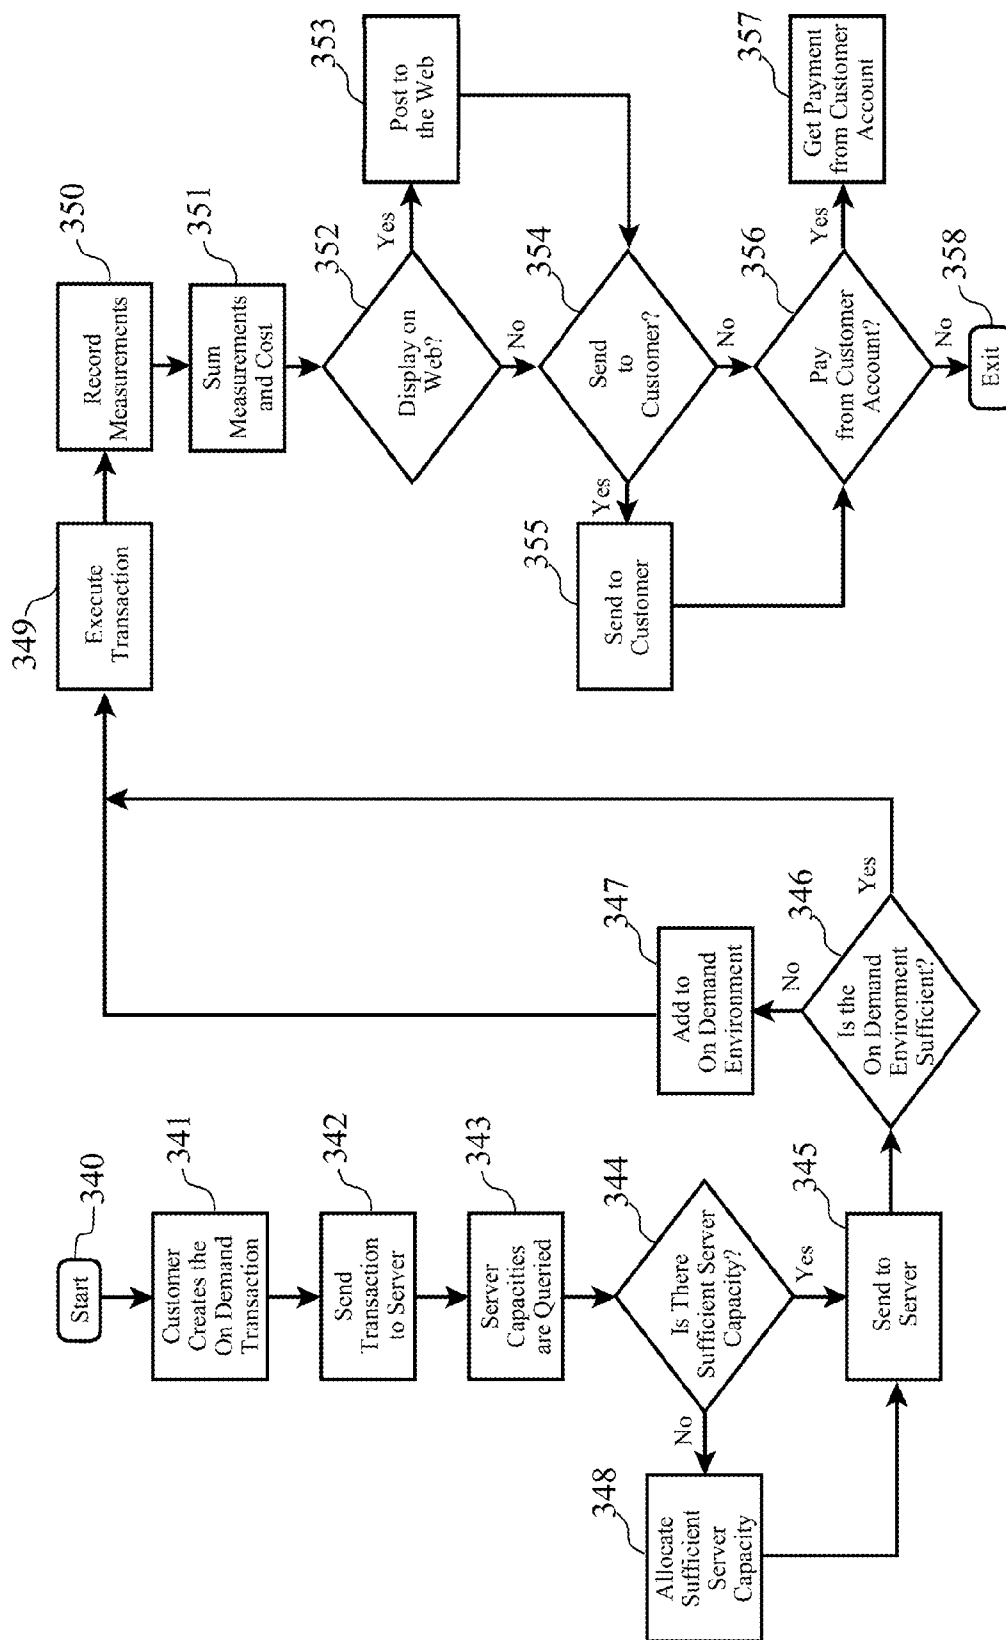 340
Start
341
Customer
Creates the
On Demand
Transaction
342
Send
Transaction
to Server
343
Server
Capacities
are Queried
344
Is There
Sufficient Server
Capacity?
No
Yes
348
Allocate
Sufficient
Server
Capacity
345
Send to
Server
346
Is the
On Demand
Environment
Sufficient?
No
Yes
347
Add to
On Demand
Environment
349
Execute
Transaction
350
Record
Measurements
351
Sum
Measurements
and Cost
352
Display on
Web?
Yes
No
353
Post to
the Web
354
Send
to
Customer?
Yes
No
355
Send to
Customer
356
Pay
from Customer
Account?
Yes
No
357
Get Payment
from Customer
Account
358
Exit